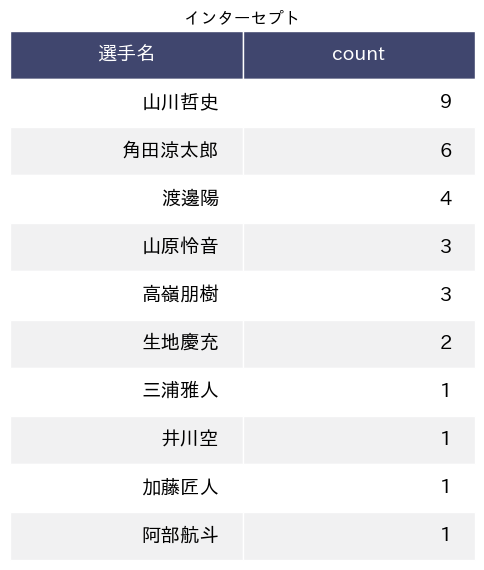 インターセプト
選手名 count
山川哲史 9
角田涼太郎 6
渡邊陽 4
山原怜音 3
高嶺朋樹 3
生地慶充 2
三浦雅人 1
井川空 1
加藤匠人 1
阿部航斗 1